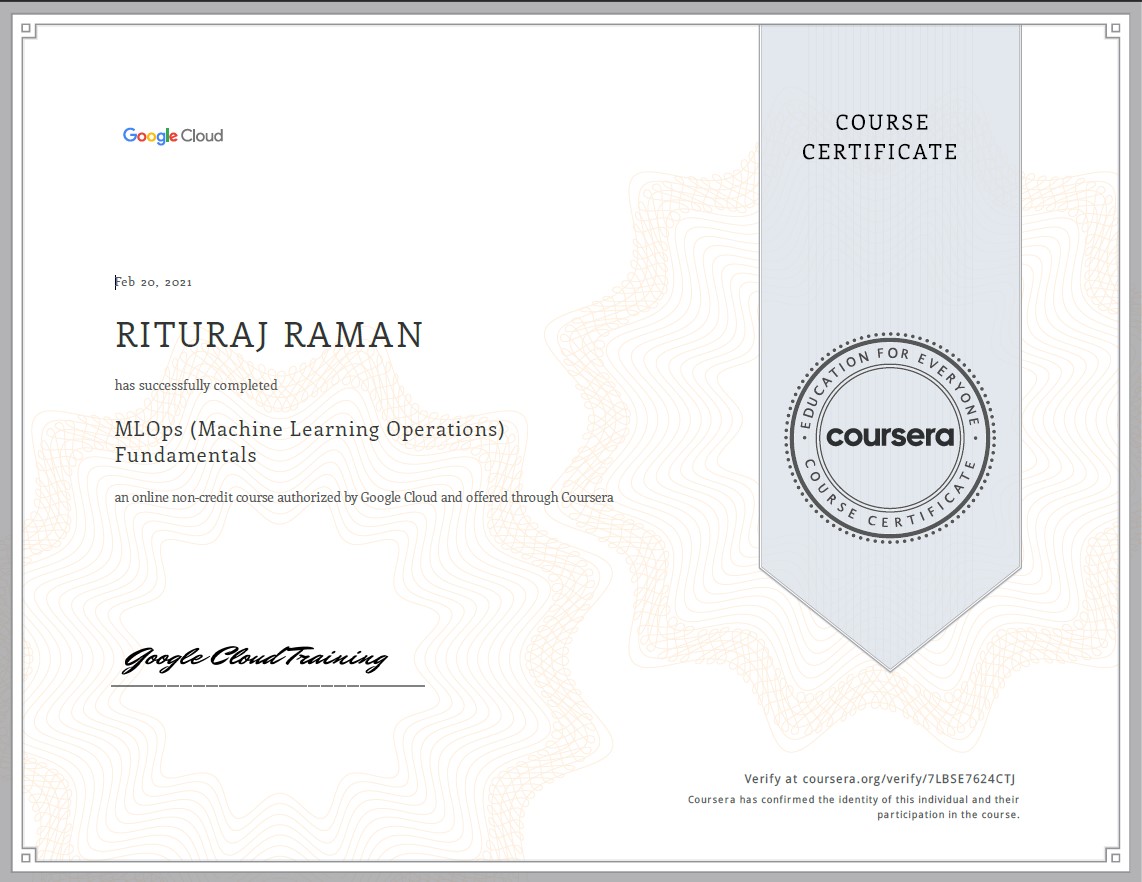 Google Cloud
COURSE
CERTIFICATE
Feb 20, 2021
RITURAJ RAMAN
has successfully completed
MLOps (Machine Learning Operations)
Fundamentals
an online non-credit course authorized by Google Cloud and offered through Coursera
EDUCATION FOR EVERYONE
coursera
COURSE CERTIFICATE
Google Cloud Training
Verify at coursera.org/verify/7LBSE7624CTJ
Coursera has confirmed the identity of this individual and their
participation in the course.